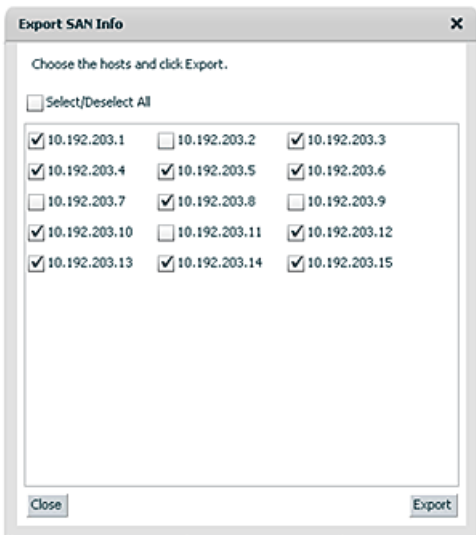 Export SAN Info
Choose the hosts and click Export.
Select/Deselect All
10.192.203.1 10.192.203.2 10.192.203.3
10.192.203.4 10.192.203.5 10.192.203.6
10.192.203.7 10.192.203.8 10.192.203.9
10.192.203.10 10.192.203.11 10.192.203.12
10.192.203.13 10.192.203.14 10.192.203.15
Close Export